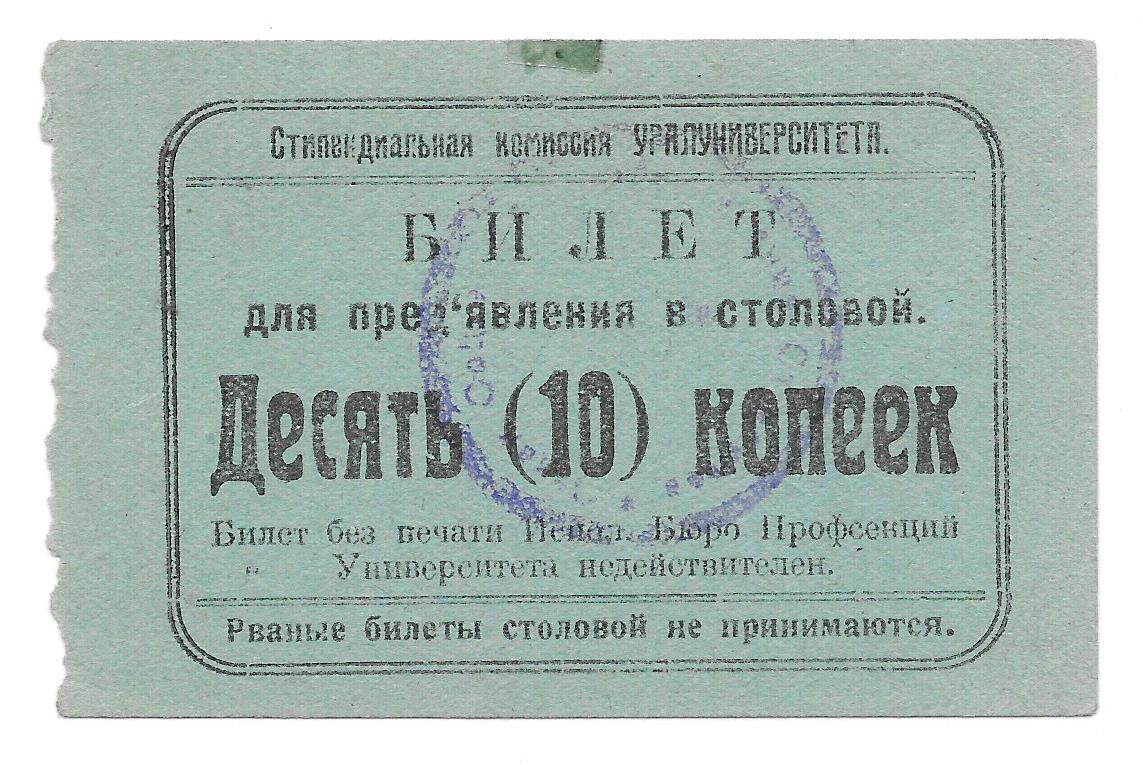 Стипендиальная комиссия УРАЛУНИВЕРСИТЕТА.
БИЛЕТ
для пред‘явления в столовой.
Десять (10) копеек
Билет без печати Испол. Бюро Профсекций
„ Университета недействителен.
Рваные билеты столовой не принимаются.